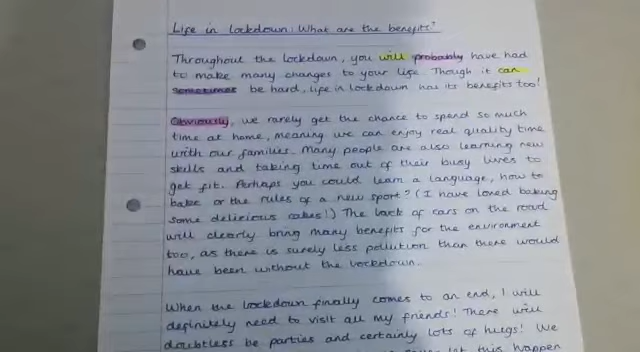 Life in lockdown: What are the benefits?
Throughout the lockdown, you will probably have had
to make many changes to your life. Though it can
sometimes be hard, life in lockdown has its benefits too!
Obviously, we rarely get the chance to spend so much
time at home, meaning we can enjoy real quality time
with our families. Many people are also learning new
skills and taking time out of their busy lives to
get fit. Perhaps you could learn a language, how to
bake or the rules of a new sport? (I have loved baking
some delicious cakes!) The lack of cars on the road
will clearly bring many benefits for the environment
too, as there is surely less pollution than there would
have been without the lockdown.
When the lockdown finally comes to an end, I will
definitely need to visit all my friends! There will
doubtless be parties and certainly lots of hugs! We
let this happen